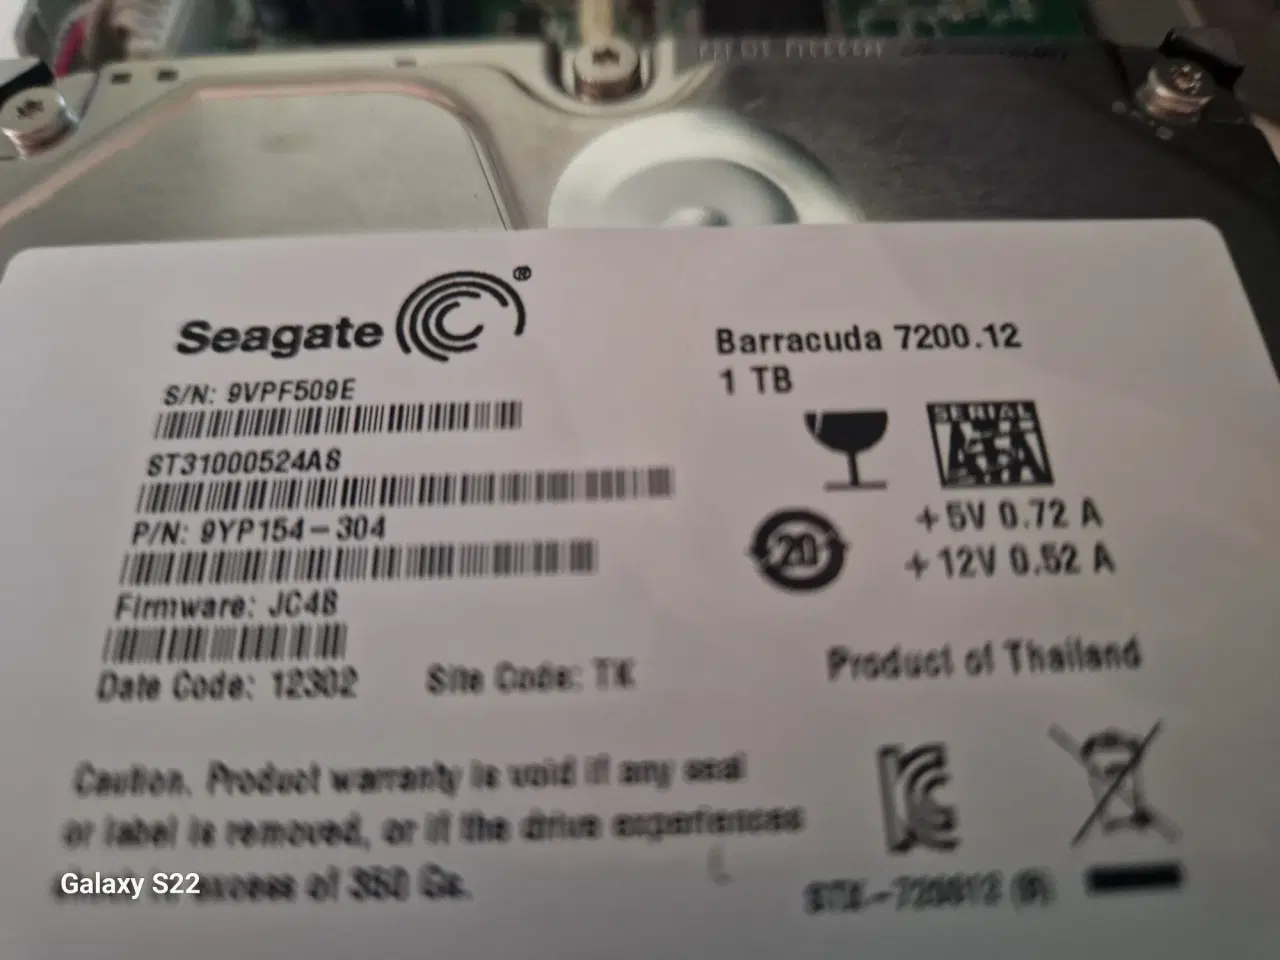 Seagate®
S/N: 9VPF509E
ST31000524AS
P/N: 9YP154-304
Firmware: JC4B
Date Code: 12302 Site Code: TK
Barracuda 7200.12
1 TB
SERIAL
ATA
20
+5V 0.72 A
+12V 0.52 A
Product of Thailand
Caution. Product warranty is void if any seal
or label is removed, or if the drive experiences
excess of 350 Gs.
Galaxy S22